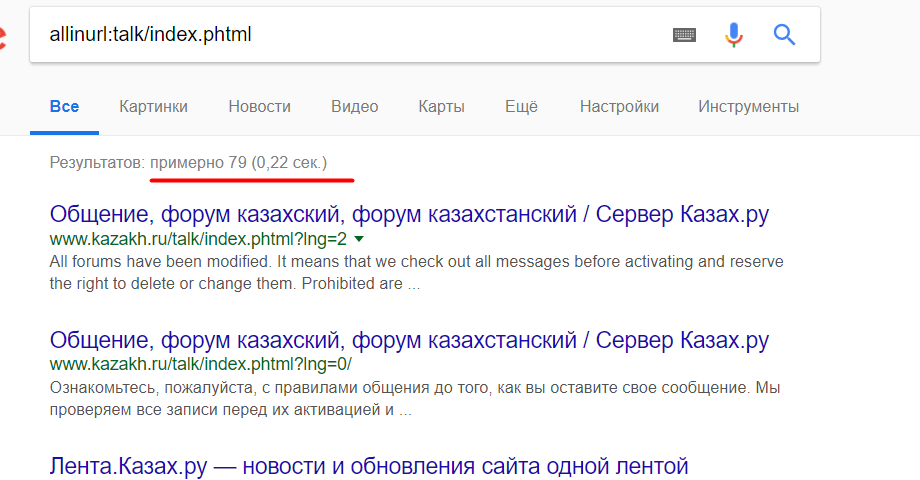 allinurl:talk/index.phtml
Все Картинки Новости Видео Карты Ещё Настройки Инструменты
Результатов: примерно 79 (0,22 сек.)
Общение, форум казахский, форум казахстанский / Сервер Казах.ру
www.kazakh.ru/talk/index.phtml?lng=2
All forums have been modified. It means that we check out all messages before activating and reserve
the right to delete or change them. Prohibited are ...
Общение, форум казахский, форум казахстанский / Сервер Казах.ру
www.kazakh.ru/talk/index.phtml?lng=0/
Ознакомьтесь, пожалуйста, с правилами общения до того, как вы оставите свое сообщение. Мы
проверяем все записи перед их активацией и ...
Лента.Казах.ру — новости и обновления сайта одной лентой